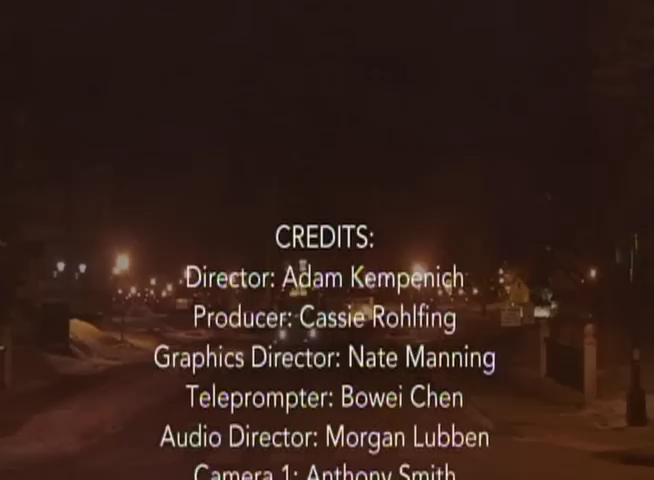 CREDITS:
Director: Adam Kempenich
Producer: Cassie Rohlfing
Graphics Director: Nate Manning
Teleprompter: Bowei Chen
Audio Director: Morgan Lubben
Camera 1: Anthony Smith